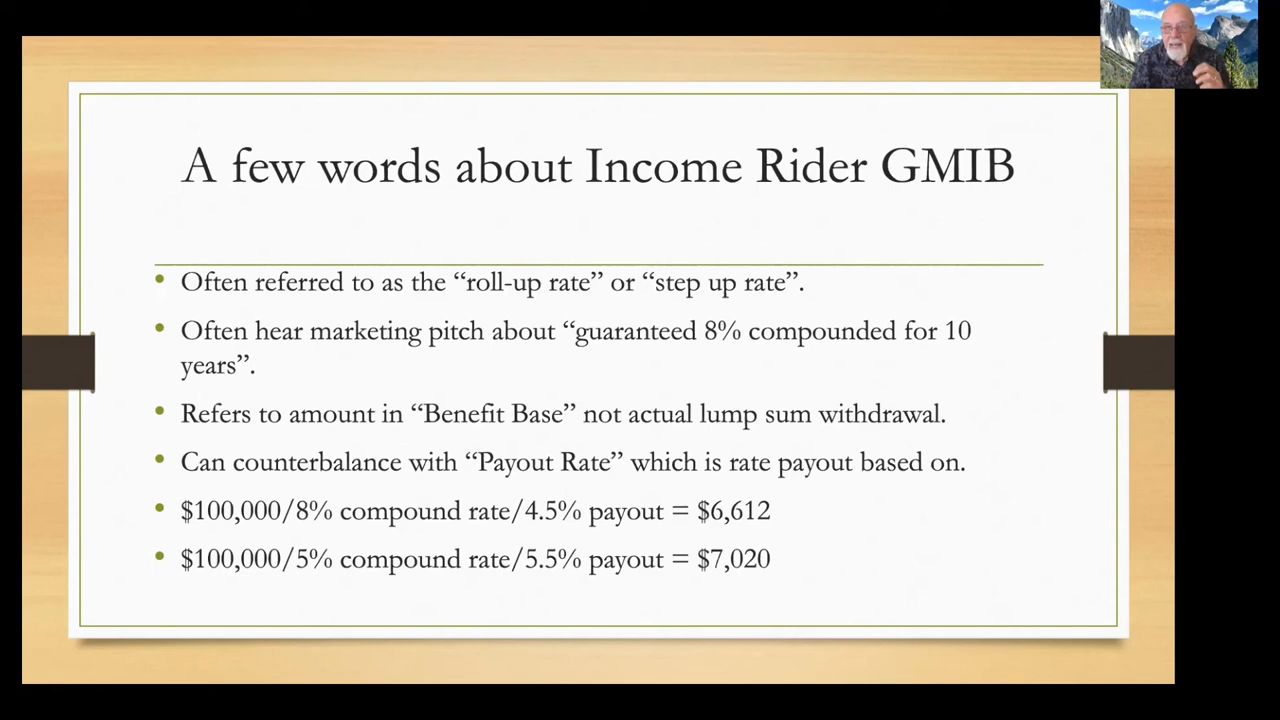 A few words about Income Rider GMIB
• Often referred to as the “roll-up rate” or “step up rate”.
• Often hear marketing pitch about “guaranteed 8% compounded for 10
years”.
• Refers to amount in “Benefit Base” not actual lump sum withdrawal.
• Can counterbalance with “Payout Rate” which is rate payout based on.
• $100,000/8% compound rate/4.5% payout = $6,612
• $100,000/5% compound rate/5.5% payout = $7,020